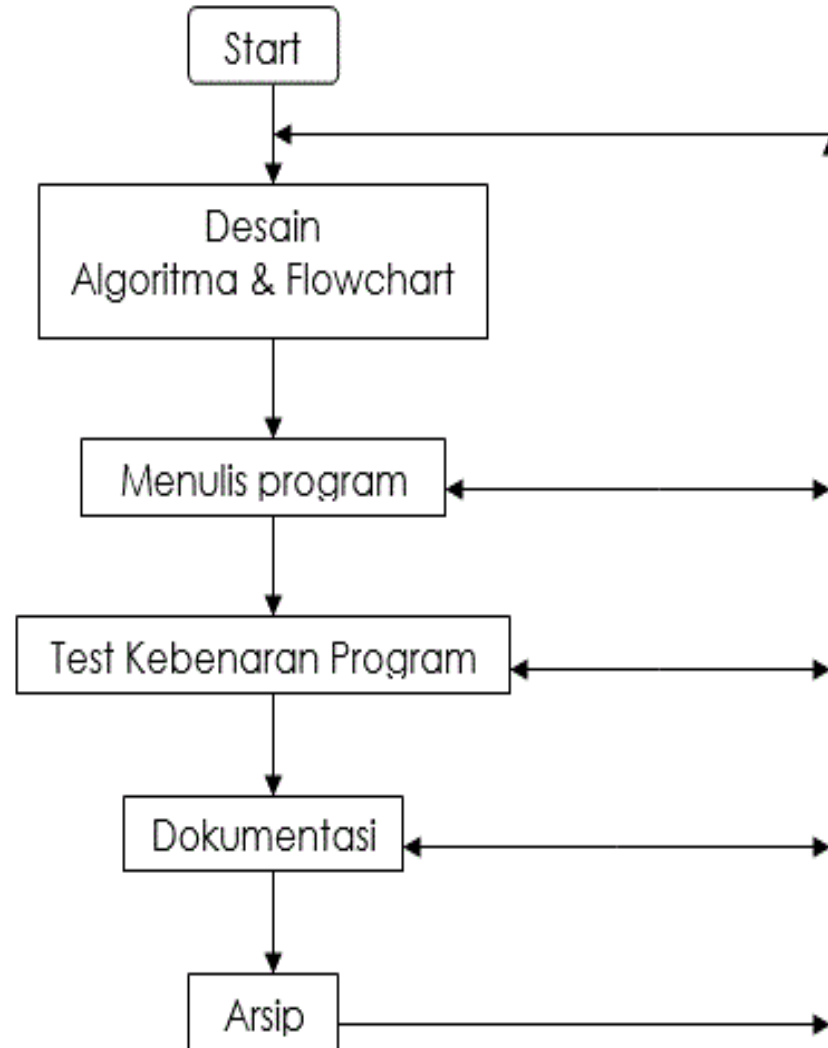 Start
Desain
Algoritma & Flowchart
Menulis program
Test Kebenaran Program
Dokumentasi
Arsip